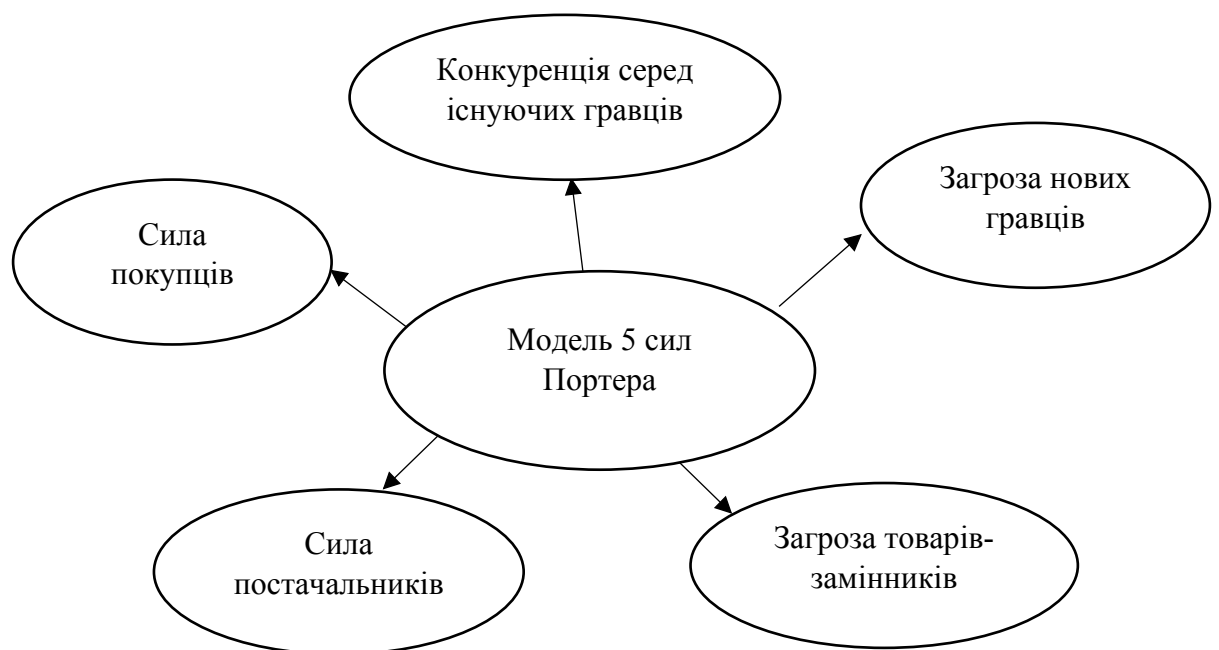 Конкуренція серед
існуючих гравців
Загроза нових
гравців
Сила
покупців
Модель 5 сил
Портера
Сила
постачальників
Загроза товарів-
замінників